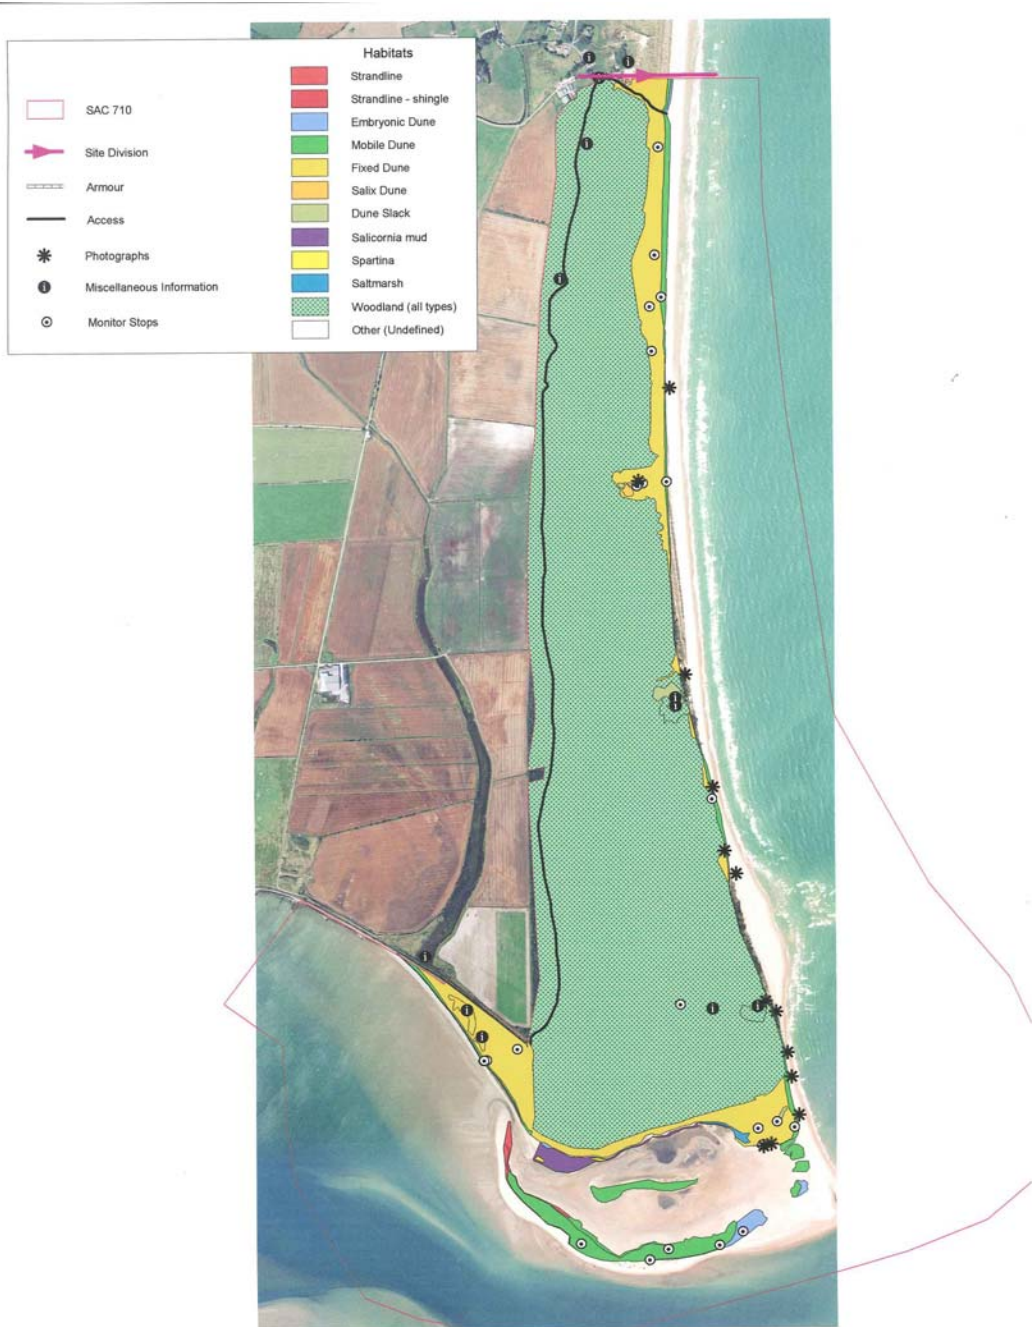 SAC 710
Site Division
Armour
Access
Photographs
Miscellaneous Information
Monitor Stops
Habitats
Strandline
Strandline - shingle
Embryonic Dune
Mobile Dune
Fixed Dune
Salix Dune
Dune Slack
Salicornia mud
Spartina
Saltmarsh
Woodland (all types)
Other (Undefined)